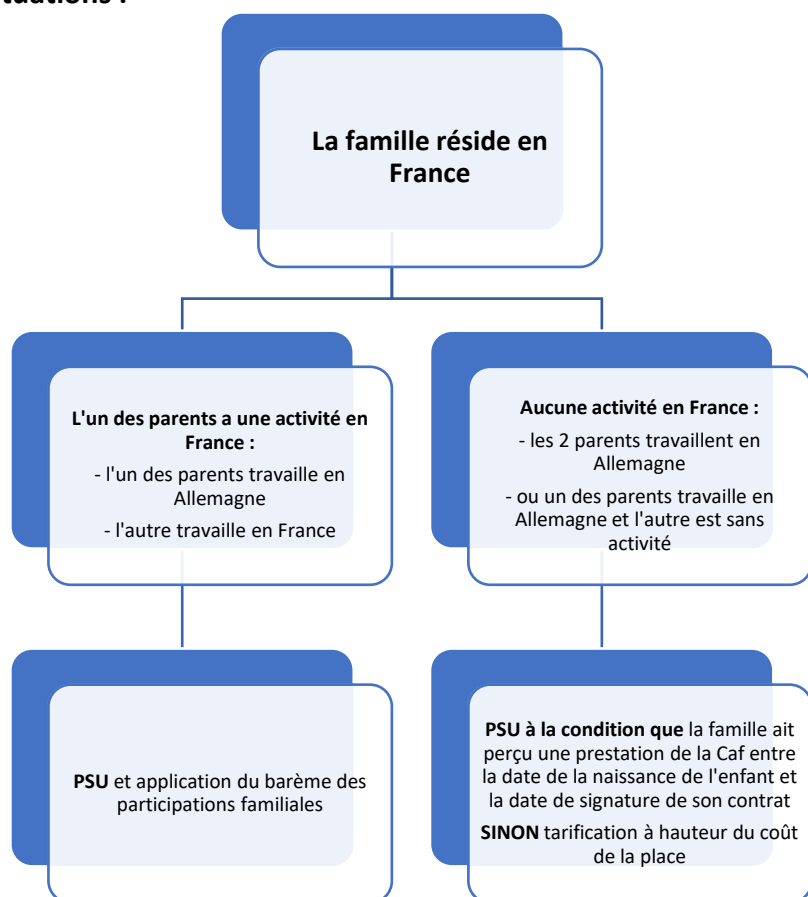 tuations :
La famille réside en
France
L'un des parents a une activité en
France :
- l'un des parents travaille en
Allemagne
- l'autre travaille en France
Aucune activité en France :
- les 2 parents travaillent en
Allemagne
- ou un des parents travaille en
Allemagne et l'autre est sans
activité
PSU et application du barème des
participations familiales
PSU à la condition que la famille ait
perçu une prestation de la Caf entre
la date de la naissance de l'enfant et
la date de signature de son contrat
SINON tarification à hauteur du coût
de la place